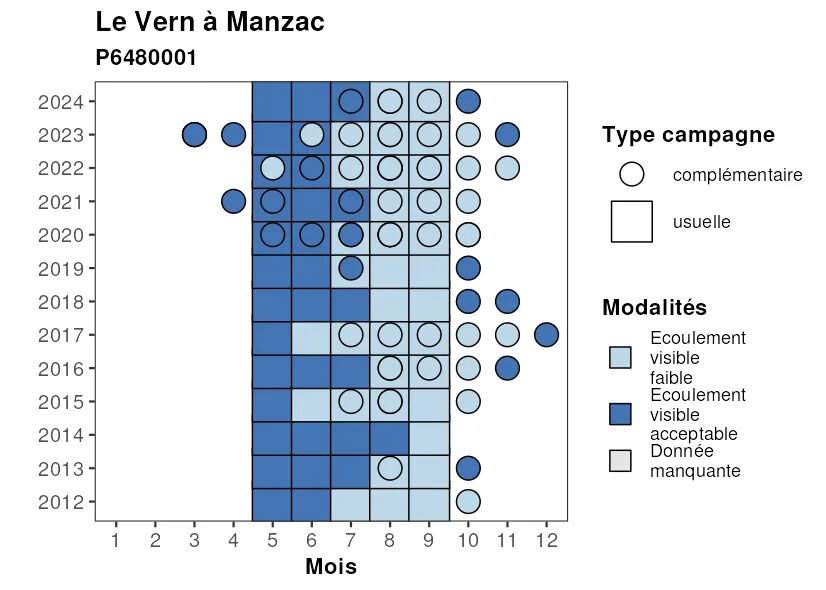 Le Vern à Manzac
P6480001
2024
2023
2022
2021
2020
2019
2018
2017
2016
2015
2014
2013
2012
1 2 3 4 5 6 7 8 9 10 11 12
Mois
Type campagne
complémentaire
usuelle
Modalités
Ecoulement
visible
faible
Ecoulement
visible
acceptable
Donnée
manquante